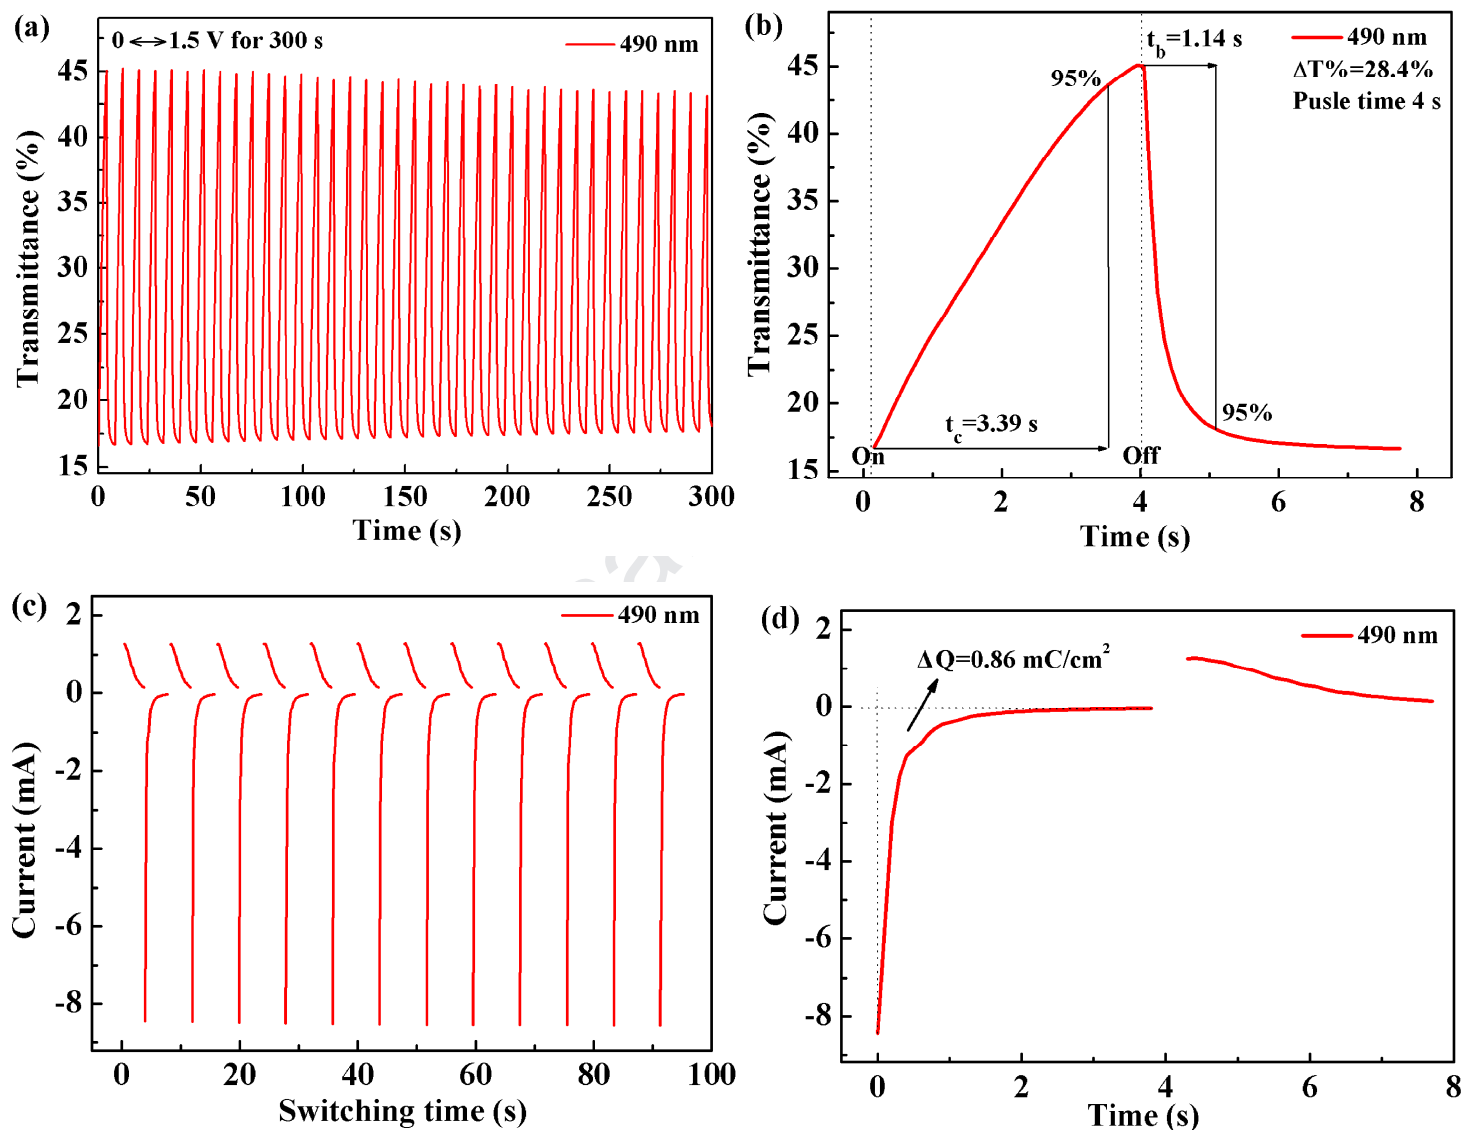 (a)
0 ↔ 1.5 V for 300 s
490 nm
45
40
35
30
25
20
15
Transmittance (%)
0 50 100 150 200 250 300
Time (s)
(b)
t_b=1.14 s
490 nm
ΔT%=28.4%
Pusle time 4 s
95%
95%
t_c=3.39 s
On
Off
45
40
35
30
25
20
15
Transmittance (%)
0 2 4 6 8
Time (s)
(c)
490 nm
2
0
-2
-4
-6
-8
Current (mA)
0 20 40 60 80 100
Switching time (s)
(d)
490 nm
ΔQ=0.86 mC/cm²
2
0
-2
-4
-6
-8
Current (mA)
0 2 4 6 8
Time (s)